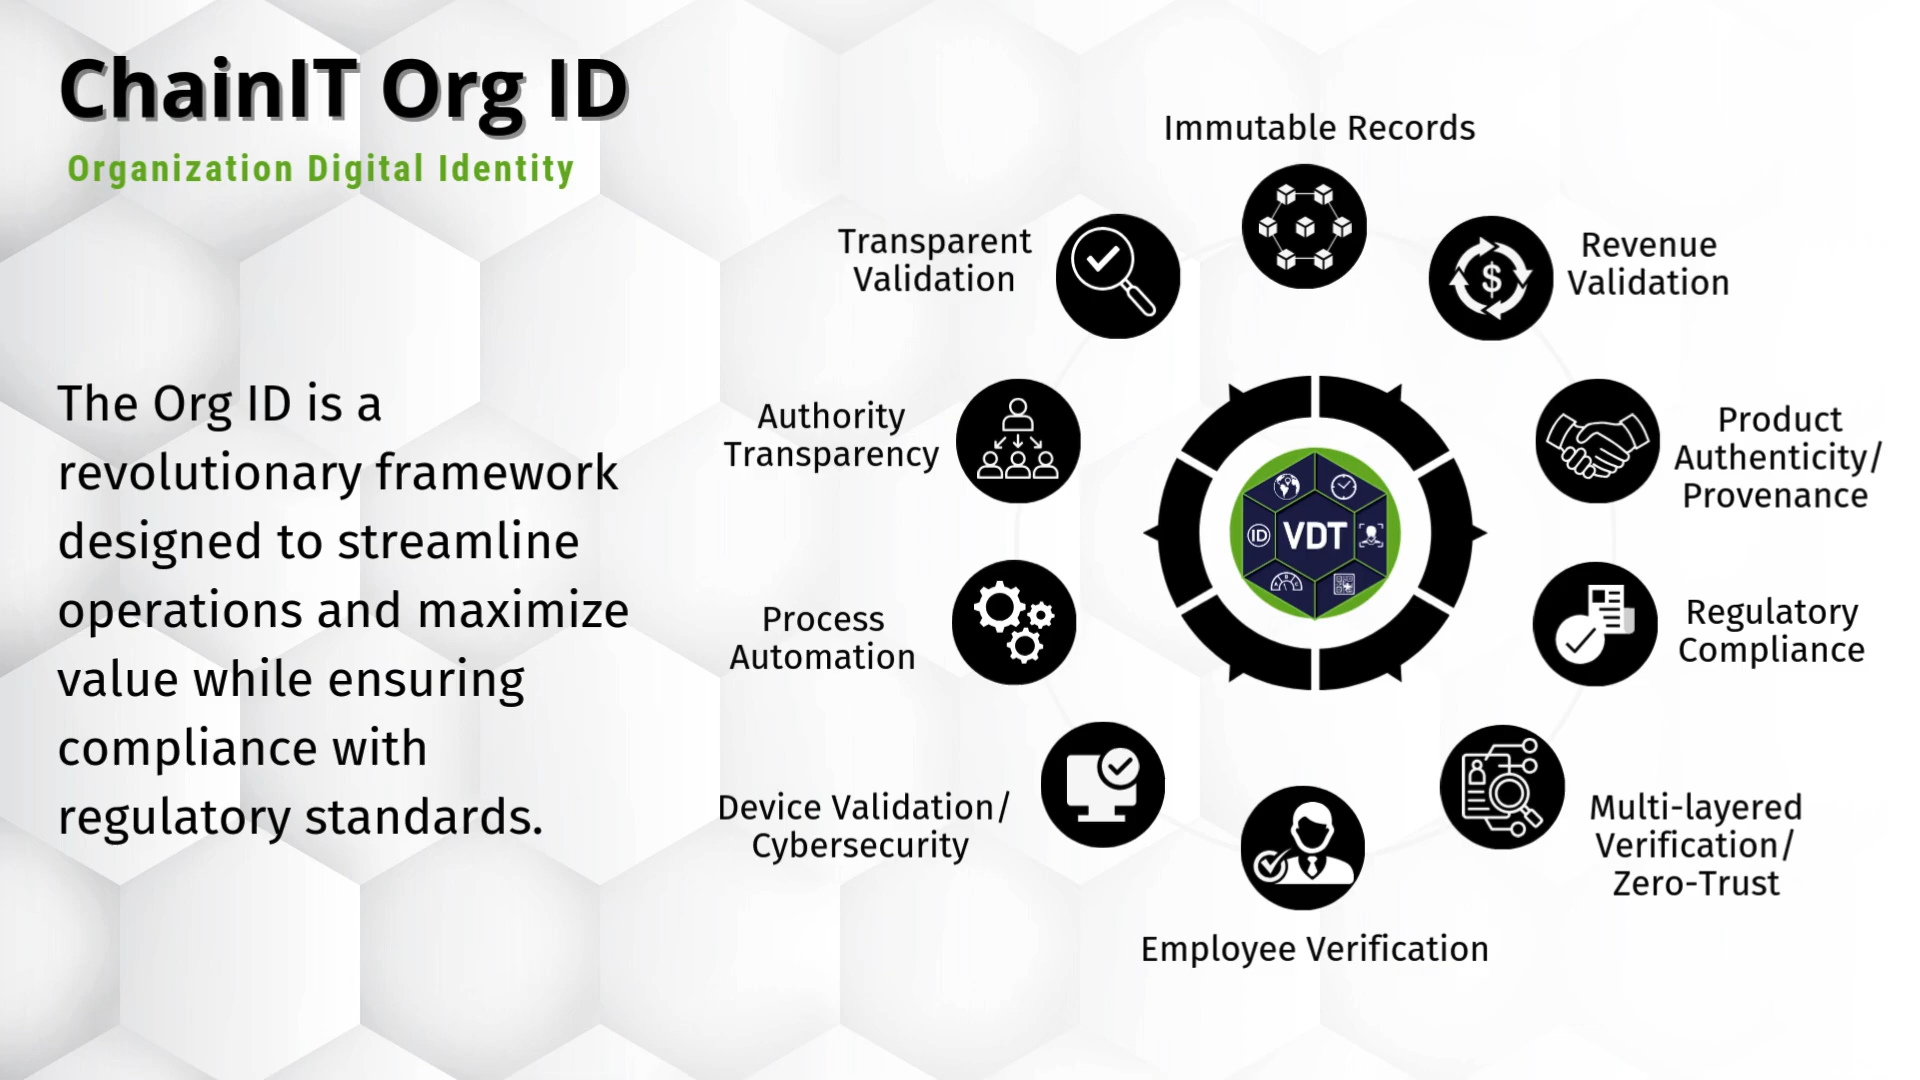 ChainIT Org ID
Organization Digital Identity
The Org ID is a
revolutionary framework
designed to streamline
operations and maximize
value while ensuring
compliance with
regulatory standards.
Immutable Records
Transparent
Validation
Revenue
Validation
Authority
Transparency
Product
Authenticity/
Provenance
$
ID
VDT
Process
Automation
Regulatory
Compliance
Device Validation/
Cybersecurity
Multi-layered
Verification/
Zero-Trust
Employee Verification